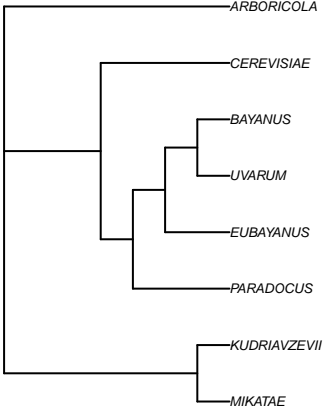 ARBORICOLA
CEREVISIAE
BAYANUS
UVARUM
EUBAYANUS
PARADOCUS
KUDRIAVZEVII
MIKATAE